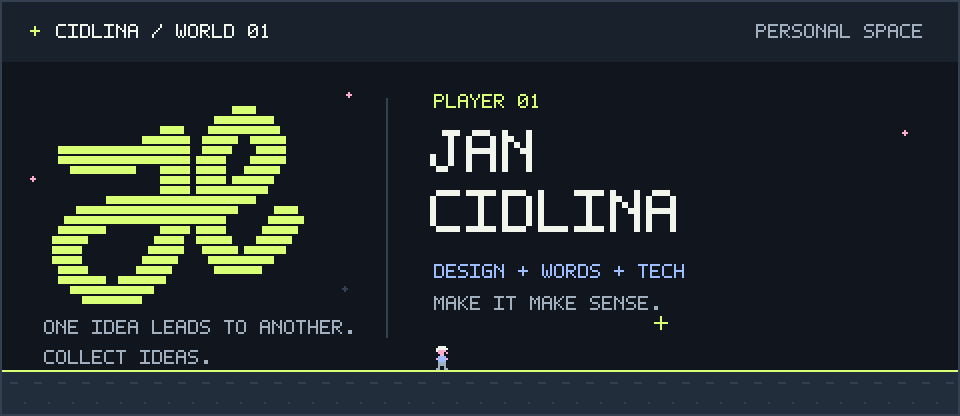 + CIDLINA / WORLD 01
PERSONAL SPACE
PLAYER 01
JAN
CIDLINA
DESIGN + WORDS + TECH
MAKE IT MAKE SENSE.
ONE IDEA LEADS TO ANOTHER.
COLLECT IDEAS.